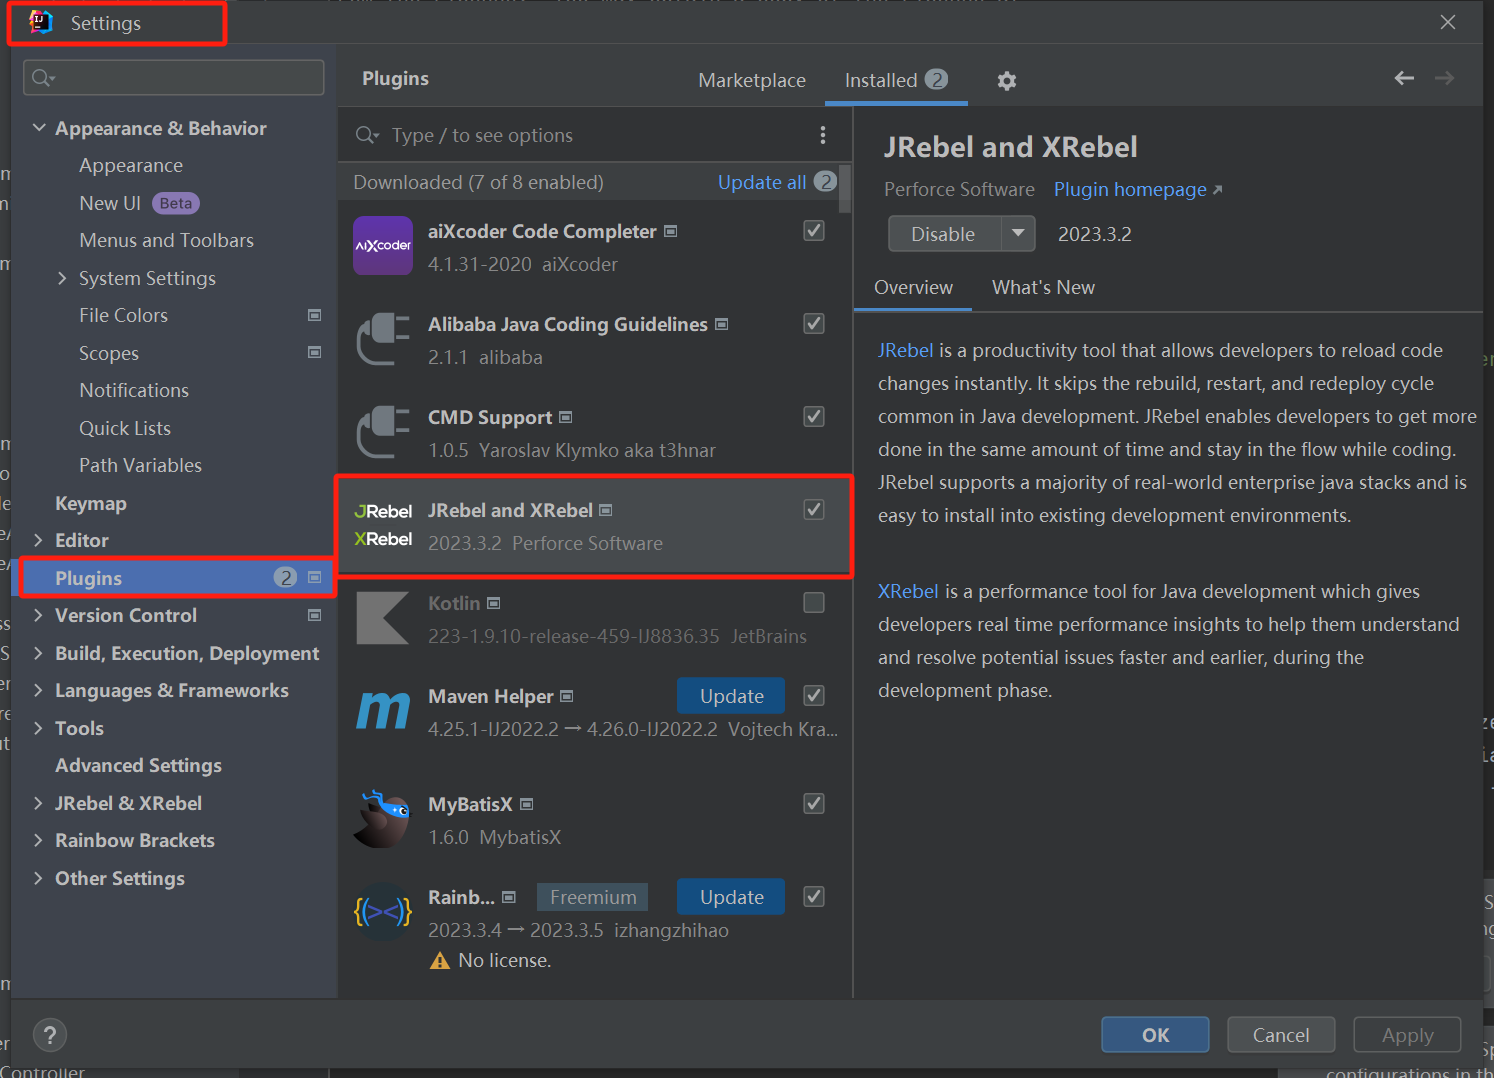 Settings
Plugins
Marketplace
Installed 2
Appearance & Behavior
Appearance
New UI Beta
Menus and Toolbars
System Settings
File Colors
Scopes
Notifications
Quick Lists
Path Variables
Keymap
Editor
Plugins 2
Version Control
Build, Execution, Deployment
Languages & Frameworks
Tools
Advanced Settings
JRebel & XRebel
Rainbow Brackets
Other Settings
Type / to see options
Downloaded (7 of 8 enabled) Update all 2
aiXcoder
aiXcoder Code Completer
4.1.31-2020 aiXcoder
Alibaba Java Coding Guidelines
2.1.1 alibaba
CMD Support
1.0.5 Yaroslav Klymko aka t3hnar
JRebel
XRebel
JRebel and XRebel
2023.3.2 Perforce Software
Kotlin
223-1.9.10-release-459-IJ8836.35 JetBrains
m
Maven Helper Update
4.25.1-IJ2022.2 → 4.26.0-IJ2022.2 Vojtech Kra...
MyBatisX
1.6.0 MybatisX
{(><)}
Rainb... Freemium Update
2023.3.4 → 2023.3.5 izhangzhihao
No license.
JRebel and XRebel
Perforce Software Plugin homepage
Disable 2023.3.2
Overview What's New
JRebel is a productivity tool that allows developers to reload code
changes instantly. It skips the rebuild, restart, and redeploy cycle
common in Java development. JRebel enables developers to get more
done in the same amount of time and stay in the flow while coding.
JRebel supports a majority of real-world enterprise java stacks and is
easy to install into existing development environments.
XRebel is a performance tool for Java development which gives
developers real time performance insights to help them understand
and resolve potential issues faster and earlier, during the
development phase.
?
OK
Cancel
Apply
Controller
configurations in th